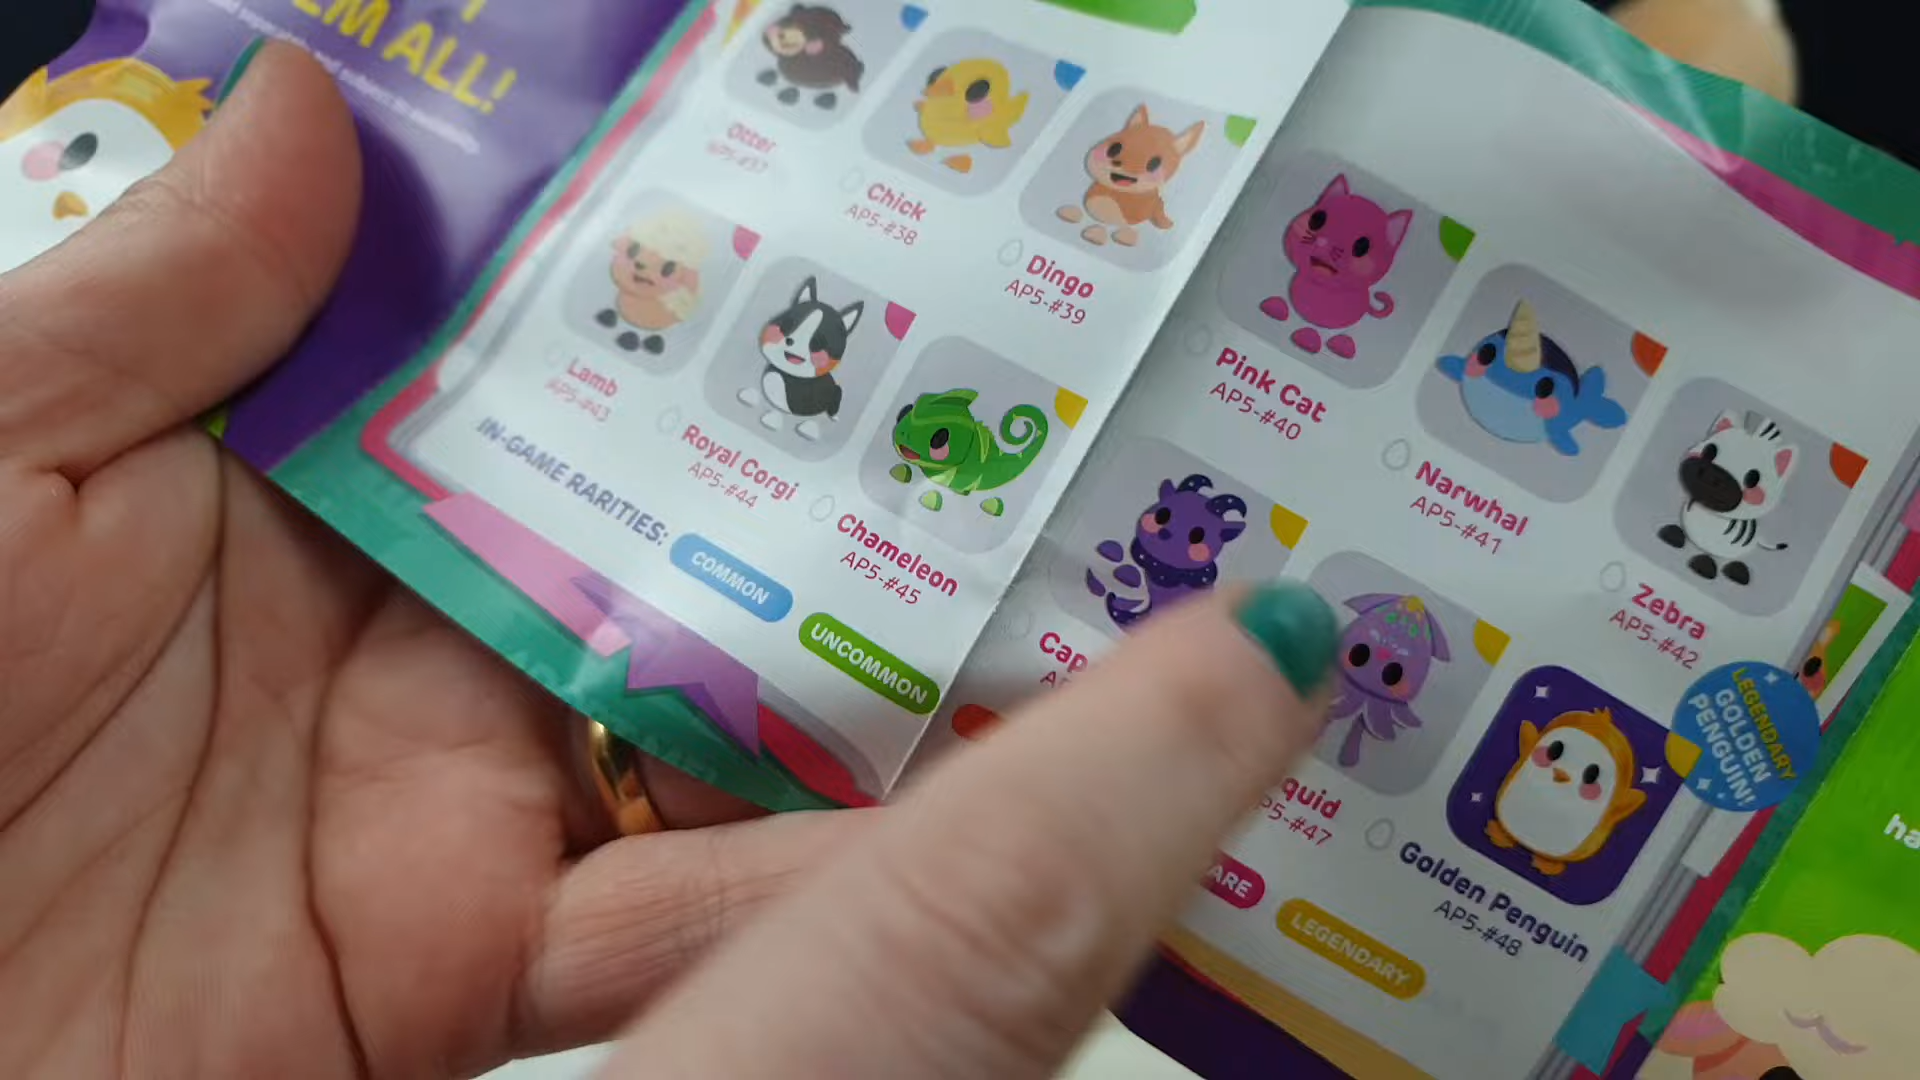 EM ALL!
Otter
AP5-#37
Chick
AP5-#38
Dingo
AP5-#39
Pink Cat
AP5-#40
Narwhal
AP5-#41
Zebra
AP5-#42
Lamb
AP5-#43
Royal Corgi
AP5-#44
Chameleon
AP5-#45
Cap
quid
P5-#47
Golden Penguin
AP5-#48
LEGENDARY
GOLDEN
PENGUIN!
IN-GAME RARITIES:
COMMON
UNCOMMON
ARE
LEGENDARY
ha